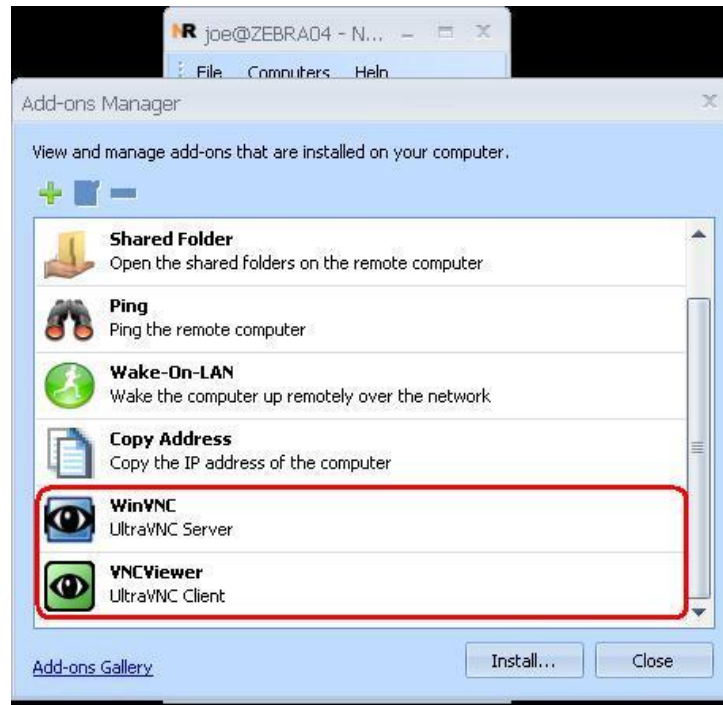 NR joe@ZEBRA04 - N...
File Computers Help
Add-ons Manager
View and manage add-ons that are installed on your computer.
Shared Folder
Open the shared folders on the remote computer
Ping
Ping the remote computer
Wake-On-LAN
Wake the computer up remotely over the network
Copy Address
Copy the IP address of the computer
WinVNC
UltraVNC Server
VNCViewer
UltraVNC Client
Add-ons Gallery
Install...
Close